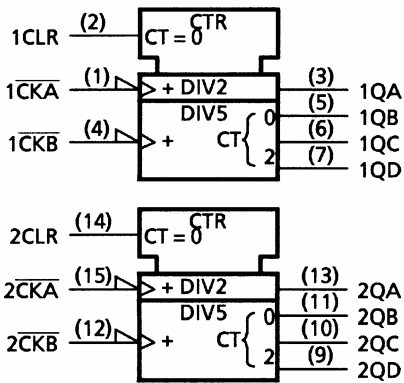 1CLR (2) CTR
CT = 0
1CKA (1) + DIV2 (3) 1QA
DIV5 0 (5) 1QB
1CKB (4) + CT (6) 1QC
2 (7) 1QD
2CLR (14) CTR
CT = 0
2CKA (15) + DIV2 (13) 2QA
DIV5 0 (11) 2QB
2CKB (12) + CT (10) 2QC
2 (9) 2QD